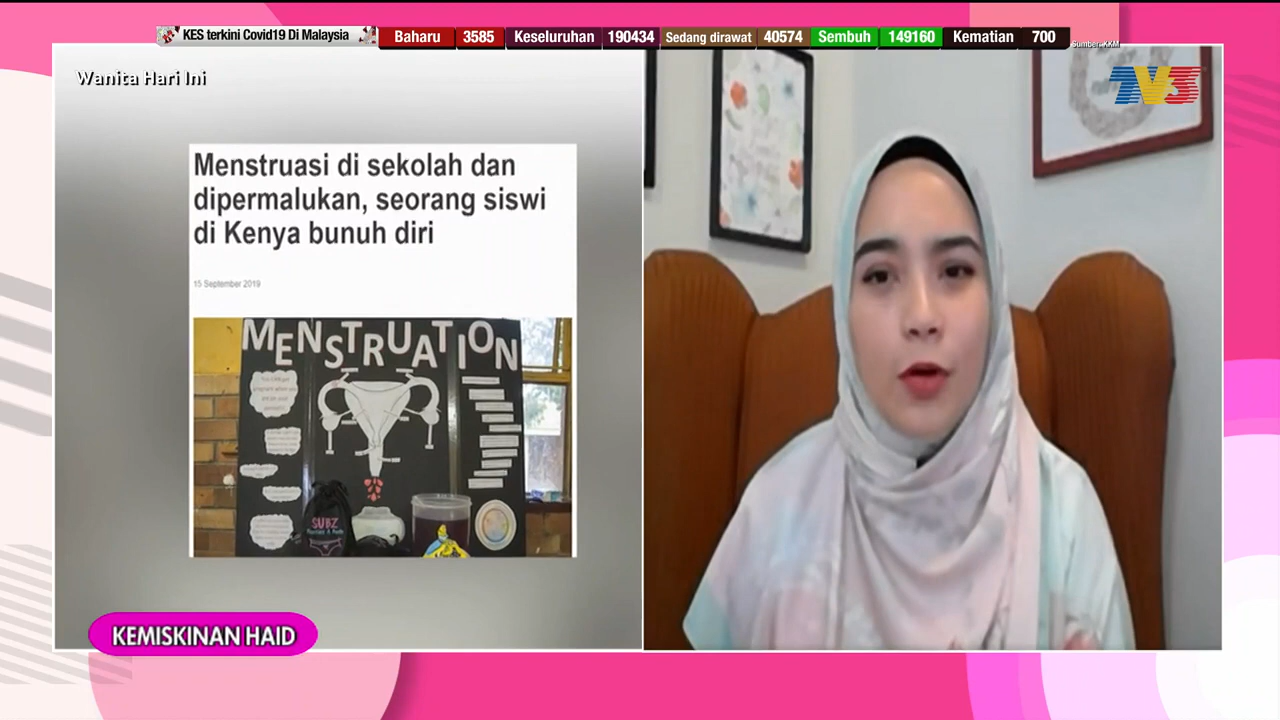 KES terkini Covid19 Di Malaysia Baharu 3585 Keseluruhan 190434 Sedang dirawat 40574 Sembuh 149160 Kematian 700
Sumber: KKM
Wanita Hari Ini
TV3
Menstruasi di sekolah dan
dipermalukan, seorang siswi
di Kenya bunuh diri
15 September 2019
MENSTRUATION
SUBZ
KEMISKINAN HAID